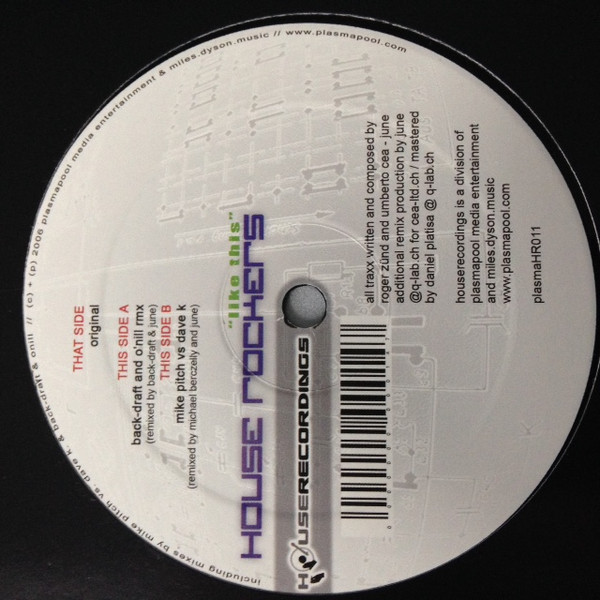 including mixes by mike pitch vs. dave k & back-draft & onill // (c) + (p) 2006 plasmapool media entertainment & miles.dyson.music // www.plasmapool.com
THAT SIDE
original
THIS SIDE A
back-draft and o'nill rmx
(remixed by back-draft & june)
THIS SIDE B
mike pitch vs dave k
(remixed by michael berczelly and june)
"like this"
HOUSE ROCKERS
HOUSERECORDINGS
all traxx written and composed by
roger zünd and umberto cea - june
additional remix production by june
@q-lab.ch for cea-ltd.ch / mastered
by daniel platisa @ q-lab.ch
houserecordings is a division of
plasmapool media entertainment
and miles.dyson.music
www.plasmapool.com
plasmaHR011